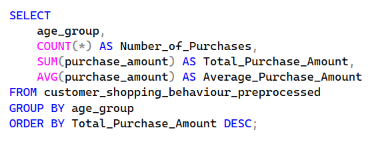 SELECT
    age_group,
    COUNT(*) AS Number_of_Purchases,
    SUM(purchase_amount) AS Total_Purchase_Amount,
    AVG(purchase_amount) AS Average_Purchase_Amount
FROM customer_shopping_behaviour_preprocessed
GROUP BY age_group
ORDER BY Total_Purchase_Amount DESC;